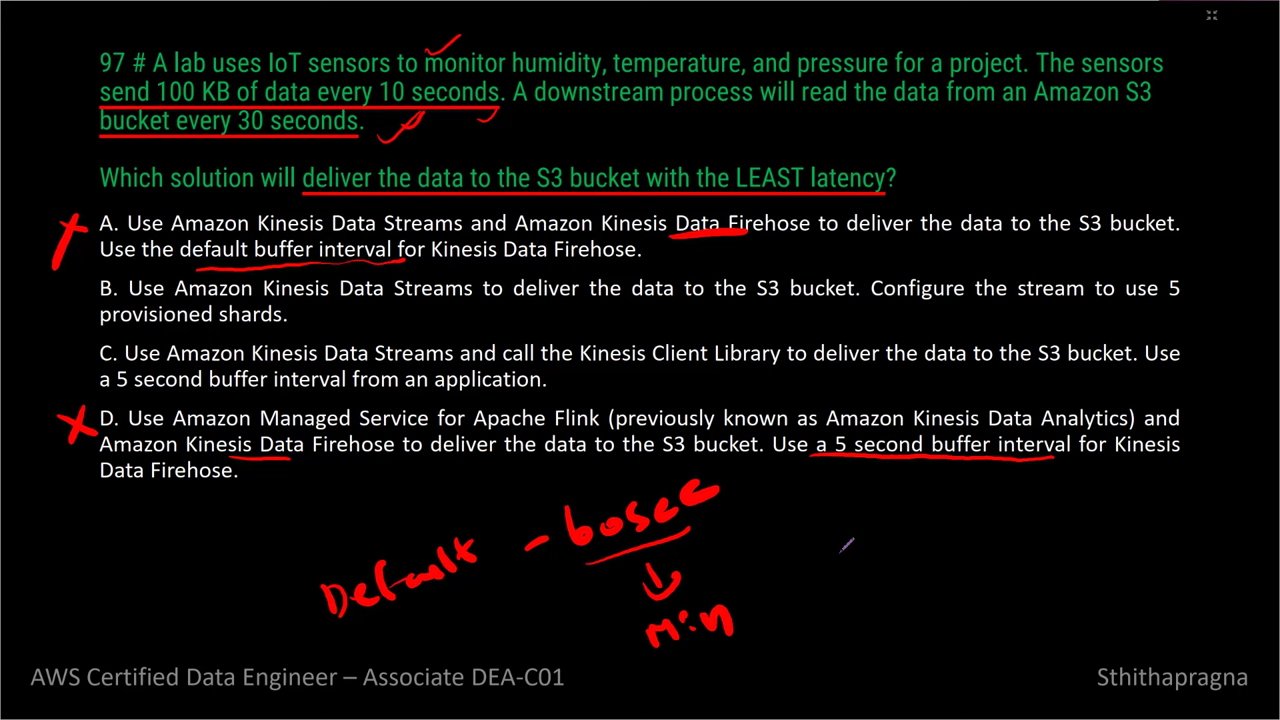 97 # A lab uses IoT sensors to monitor humidity, temperature, and pressure for a project. The sensors
send 100 KB of data every 10 seconds. A downstream process will read the data from an Amazon S3
bucket every 30 seconds.
Which solution will deliver the data to the S3 bucket with the LEAST latency?
A. Use Amazon Kinesis Data Streams and Amazon Kinesis Data Firehose to deliver the data to the S3 bucket.
Use the default buffer interval for Kinesis Data Firehose.
B. Use Amazon Kinesis Data Streams to deliver the data to the S3 bucket. Configure the stream to use 5
provisioned shards.
C. Use Amazon Kinesis Data Streams and call the Kinesis Client Library to deliver the data to the S3 bucket. Use
a 5 second buffer interval from an application.
D. Use Amazon Managed Service for Apache Flink (previously known as Amazon Kinesis Data Analytics) and
Amazon Kinesis Data Firehose to deliver the data to the S3 bucket. Use a 5 second buffer interval for Kinesis
Data Firehose.
Default - 60sec
Min
AWS Certified Data Engineer – Associate DEA-C01
Sthithapragna